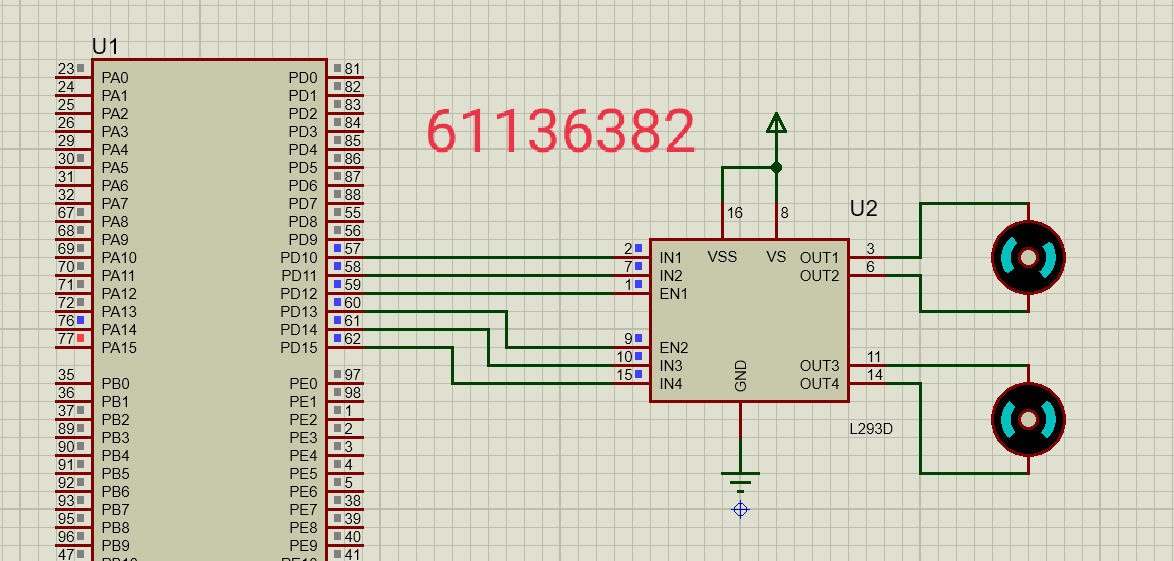 U1
23 PA0 PD0 81
24 PA1 PD1 82
25 PA2 PD2 83
26 PA3 PD3 84
29 PA4 PD4 85
30 PA5 PD5 86
31 PA6 PD6 87
32 PA7 PD7 88
67 PA8 PD8 55
68 PA9 PD9 56
69 PA10 PD10 57
70 PA11 PD11 58
71 PA12 PD12 59
72 PA13 PD13 60
76 PA14 PD14 61
77 PA15 PD15 62
35 PB0 PE0 97
36 PB1 PE1 98
37 PB2 PE2 1
89 PB3 PE3 2
90 PB4 PE4 3
91 PB5 PE5 4
92 PB6 PE6 5
93 PB7 PE7 38
95 PB8 PE8 39
96 PB9 PE9 40
47 41
61136382
U2
16 8
VSS VS
2 IN1 OUT1 3
7 IN2 OUT2 6
1 EN1
9 EN2
10 IN3 OUT3 11
15 IN4 OUT4 14
GND
L293D